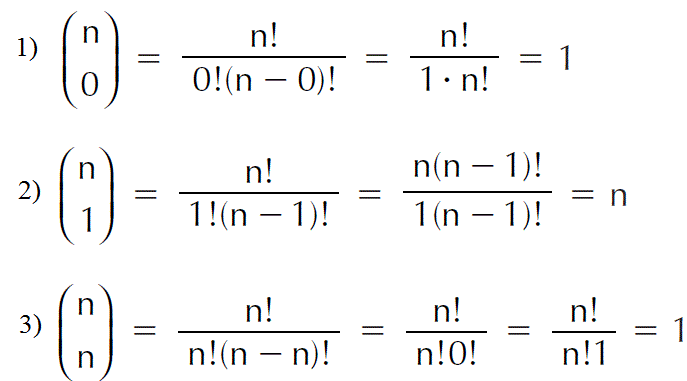 1) (n 0) = n! / 0!(n – 0)! = n! / 1 · n! = 1
2) (n 1) = n! / 1!(n – 1)! = n(n – 1)! / 1(n – 1)! = n
3) (n n) = n! / n!(n – n)! = n! / n!0! = n! / n!1 = 1